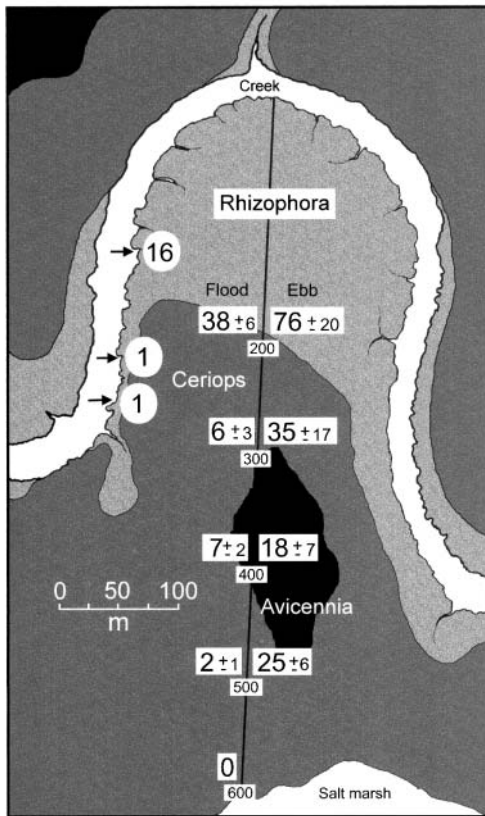 Creek
Rhizophora
16
Flood Ebb
38 ±6 76 ±20
200
1
Ceriops
1
6 ±3 35 ±17
300
7 ±2 18 ±7
400
0 50 100
m
Avicennia
2 ±1 25 ±6
500
0
600
Salt marsh